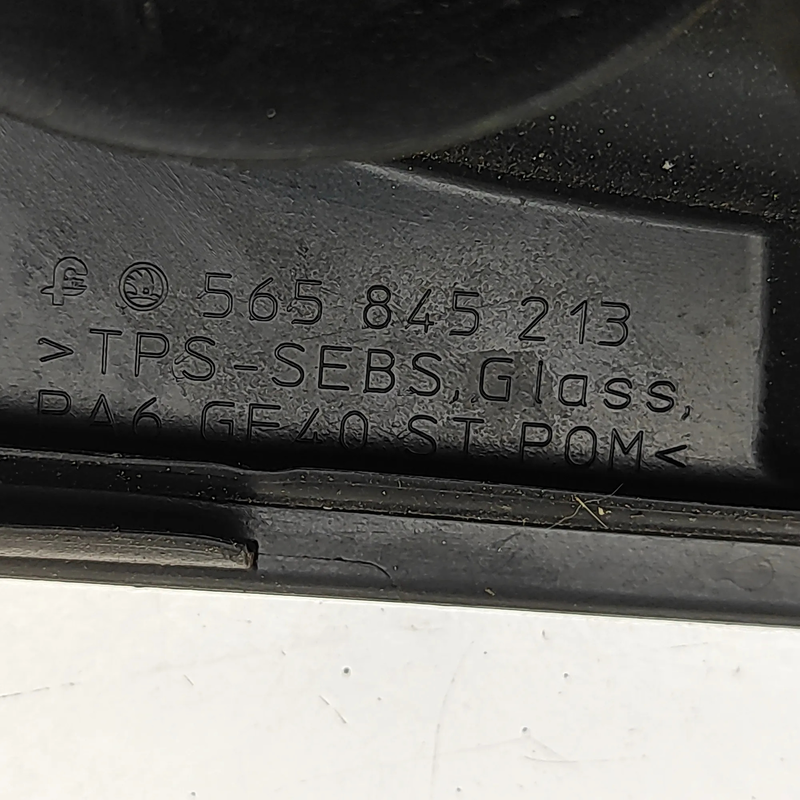 565 845 213
>TPS-SEBS, Glass,
PA6 GF40 ST POM<